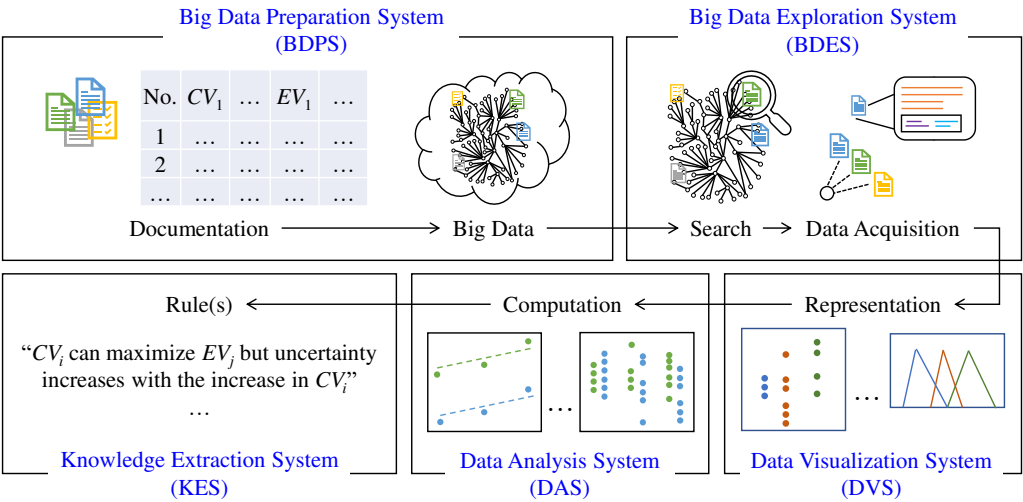 Big Data Preparation System
(BDPS)
Big Data Exploration System
(BDES)
No. CV₁ … EV₁ …
1 … … … …
2 … … … …
… … … … …
Documentation
Big Data
Search
Data Acquisition
Rule(s)
Computation
Representation
“CVᵢ can maximize EVⱼ but uncertainty
increases with the increase in CVᵢ”
…
…
…
Knowledge Extraction System
(KES)
Data Analysis System
(DAS)
Data Visualization System
(DVS)